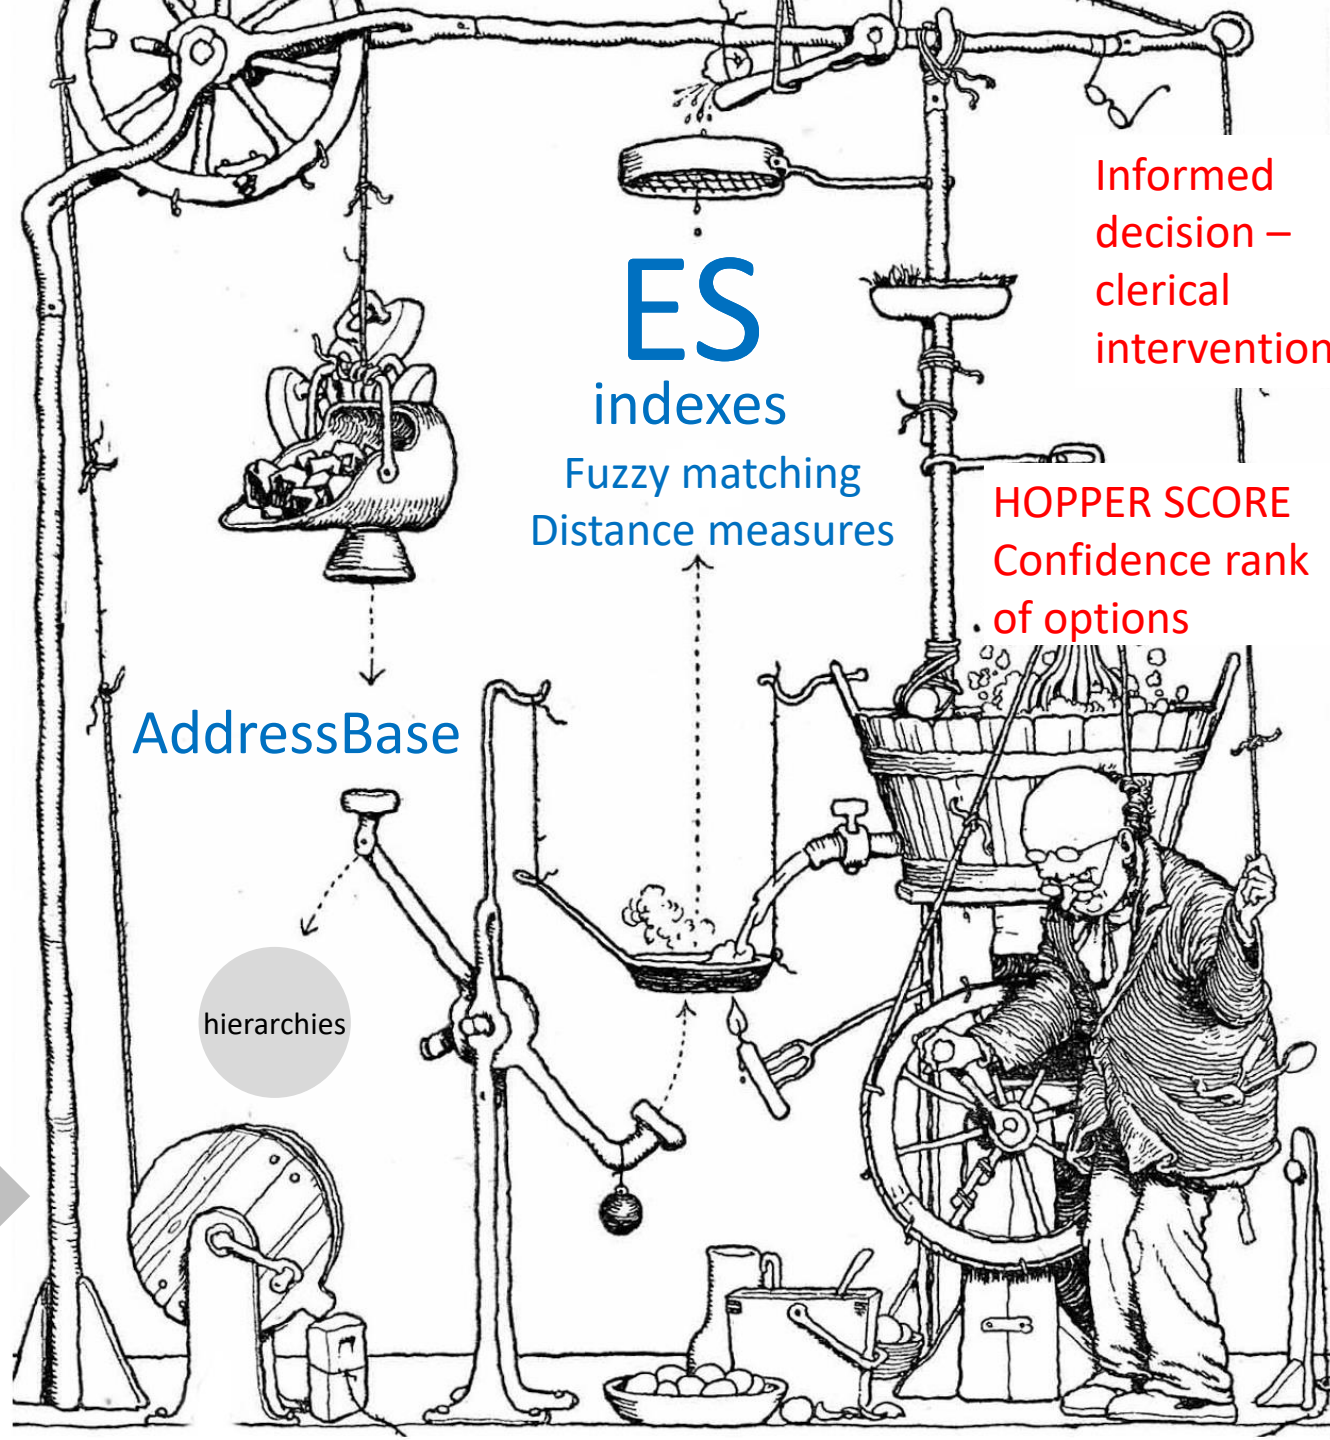 Informed
decision –
clerical
intervention
ES
indexes
Fuzzy matching
Distance measures
HOPPER SCORE
Confidence rank
of options
AddressBase
hierarchies